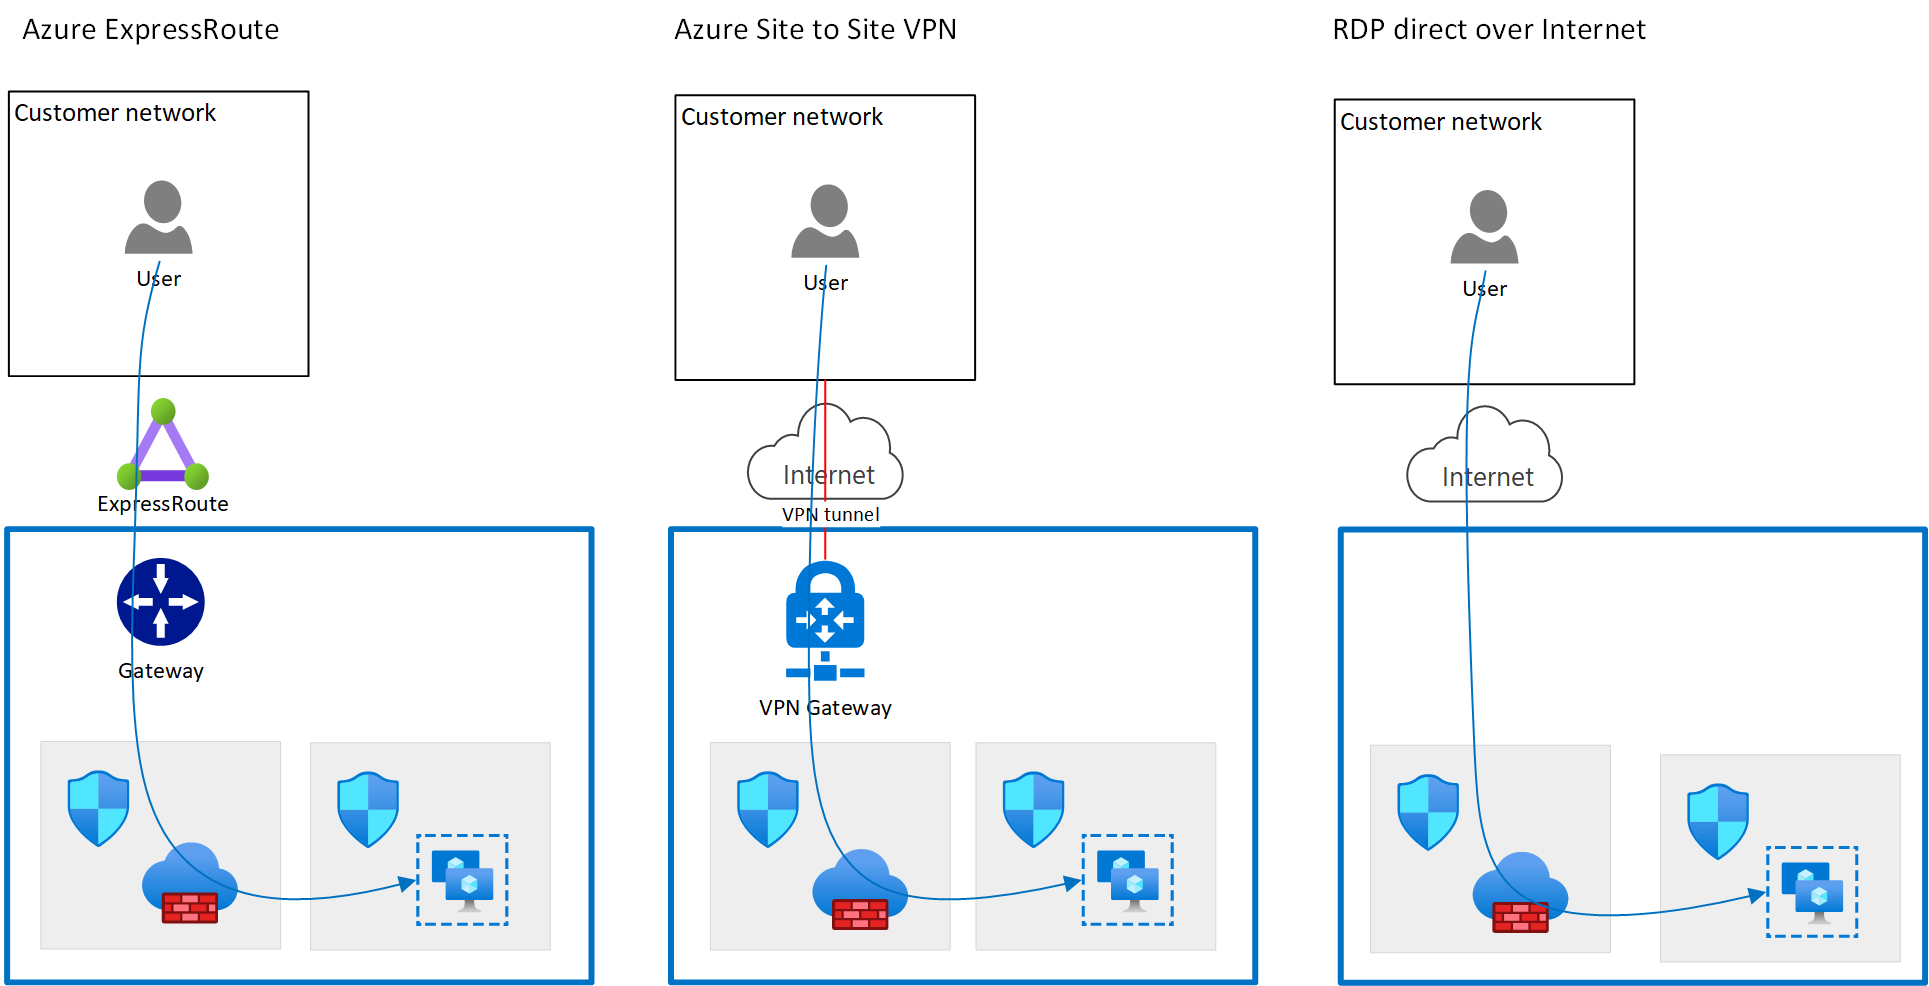 Azure ExpressRoute
Customer network
User
ExpressRoute
Gateway
Azure Site to Site VPN
Customer network
User
Internet
VPN tunnel
VPN Gateway
RDP direct over Internet
Customer network
User
Internet